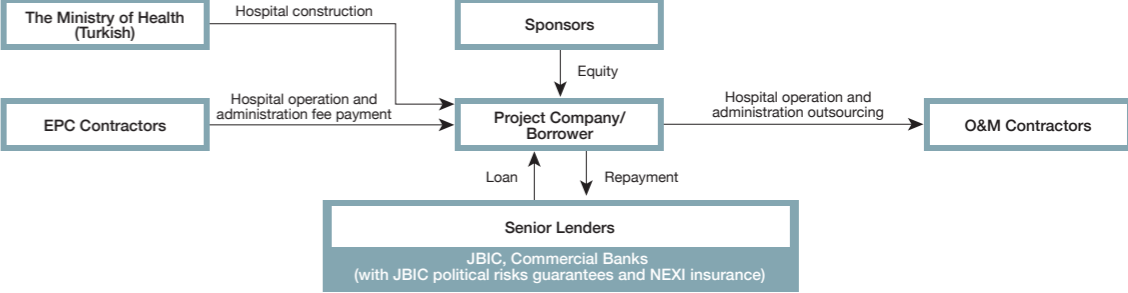 The Ministry of Health
(Turkish)
Hospital construction
Sponsors
Equity
EPC Contractors
Hospital operation and
administration fee payment
Project Company/
Borrower
Hospital operation and
administration outsourcing
O&M Contractors
Loan
Repayment
Senior Lenders
JBIC, Commercial Banks
(with JBIC political risks guarantees and NEXI insurance)